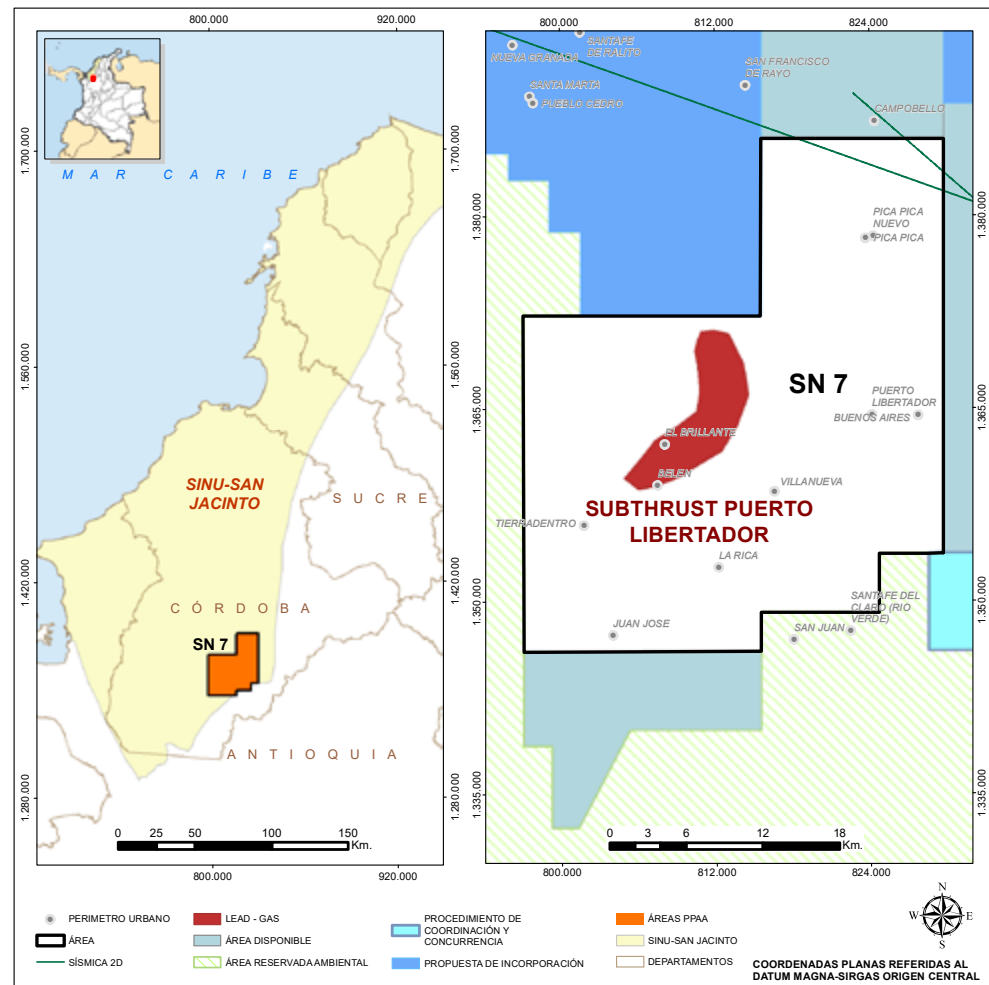 800.000
920.000
1.700.000
1.560.000
1.420.000
1.280.000
MAR CARIBE
SINU-SAN
JACINTO
SUCRE
CÓRDOBA
SN 7
ANTIOQUIA
0 25 50 100 150
Km.
1.700.000
1.560.000
1.420.000
1.280.000
800.000
920.000
800.000
812.000
824.000
1.380.000
1.365.000
1.350.000
1.335.000
SANTAFE
DE RALITO
NUEVA GRANADA
SAN FRANCISCO
DE RAYO
SANTA MARTA
PUEBLO CEDRO
CAMPOBELLO
PICA PICA
NUEVO
PICA PICA
SN 7
PUERTO
LIBERTADOR
BUENOS AIRES
EL BRILLANTE
BELEN
VILLANUEVA
SUBTHRUST PUERTO
LIBERTADOR
TIERRADENTRO
LA RICA
SANTAFE DEL
CLARO (RIO
VERDE)
JUAN JOSE
SAN JUAN
0 3 6 12 18
Km.
1.380.000
1.365.000
1.350.000
1.335.000
800.000
812.000
824.000
PERIMETRO URBANO
ÁREA
SÍSMICA 2D
LEAD - GAS
ÁREA DISPONIBLE
ÁREA RESERVADA AMBIENTAL
PROCEDIMIENTO DE
COORDINACIÓN Y
CONCURRENCIA
PROPUESTA DE INCORPORACIÓN
ÁREAS PPAA
SINU-SAN JACINTO
DEPARTAMENTOS
N
W E
S
COORDENADAS PLANAS REFERIDAS AL
DATUM MAGNA-SIRGAS ORIGEN CENTRAL